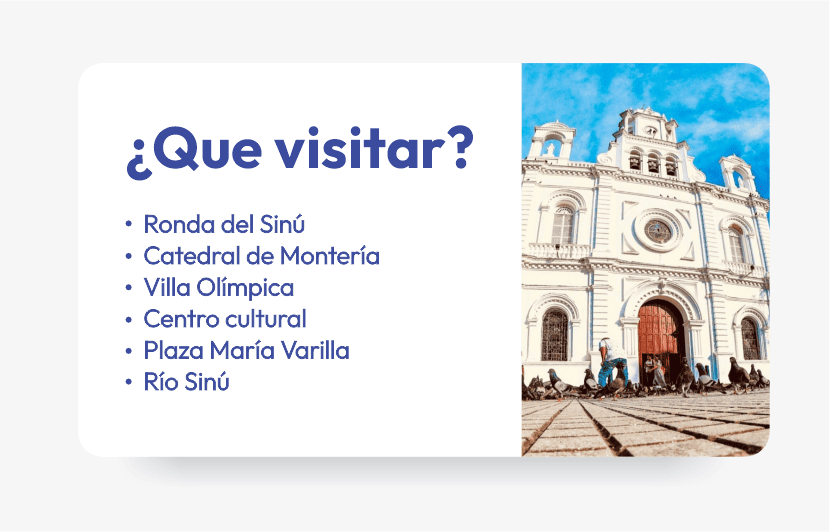 ¿Que visitar?
• Ronda del Sinú
• Catedral de Montería
• Villa Olímpica
• Centro cultural
• Plaza María Varilla
• Río Sinú